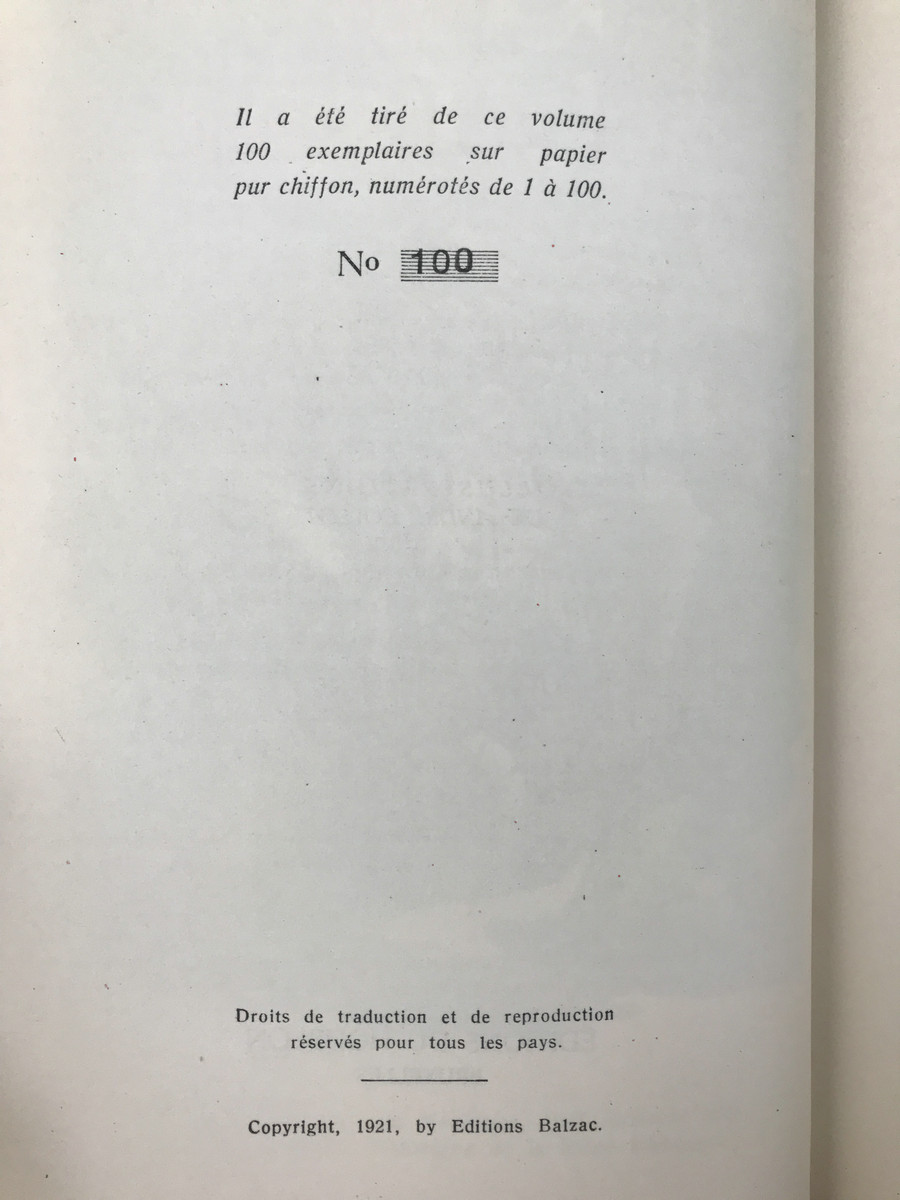 Il a été tiré de ce volume
100 exemplaires sur papier
pur chiffon, numérotés de 1 à 100.
No 100
Droits de traduction et de reproduction
réservés pour tous les pays.
Copyright, 1921, by Editions Balzac.